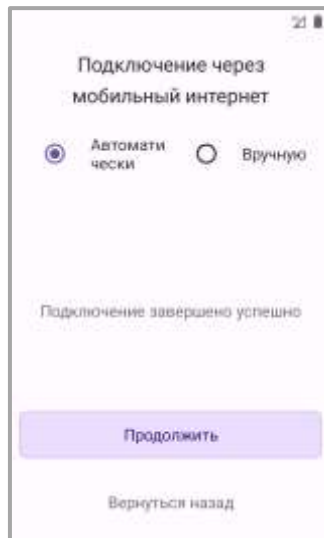 Подключение через
мобильный интернет
Автомати
чески
Вручную
Подключение завершено успешно
Продолжить
Вернуться назад